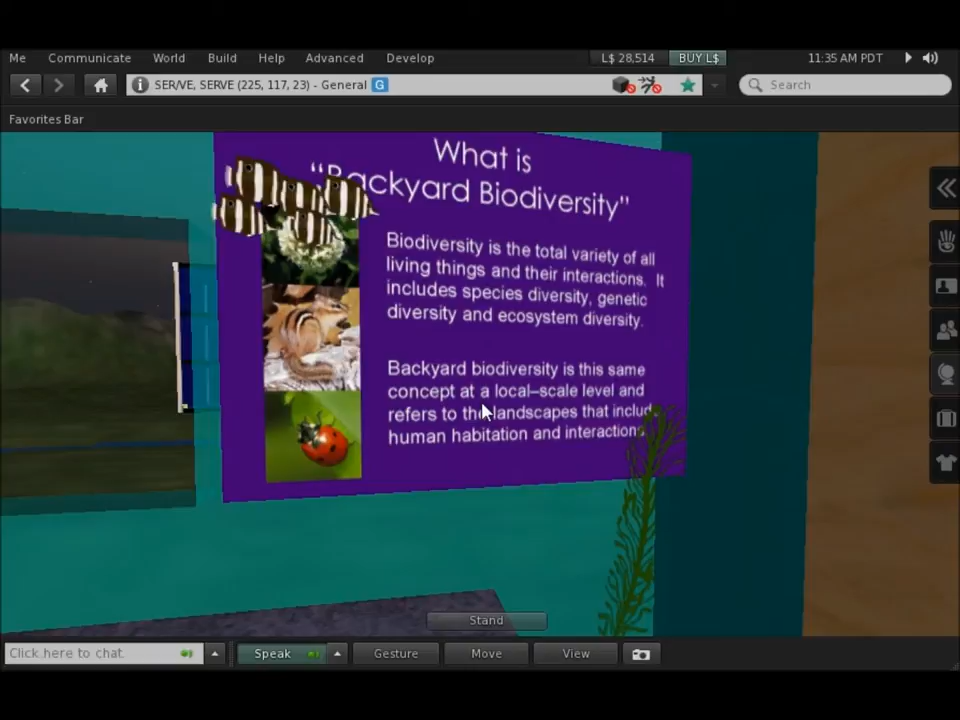 Me Communicate World Build Help Advanced Develop L$ 28,514 BUY L$ 11:35 AM PDT
SER/VE, SERVE (225, 117, 23) - General G Search
Favorites Bar
What is
"Backyard Biodiversity"
Biodiversity is the total variety of all
living things and their interactions. It
includes species diversity, genetic
diversity and ecosystem diversity.
Backyard biodiversity is this same
concept at a local–scale level and
refers to the landscapes that includ
human habitation and interactions
Stand
Click here to chat. Speak Gesture Move View